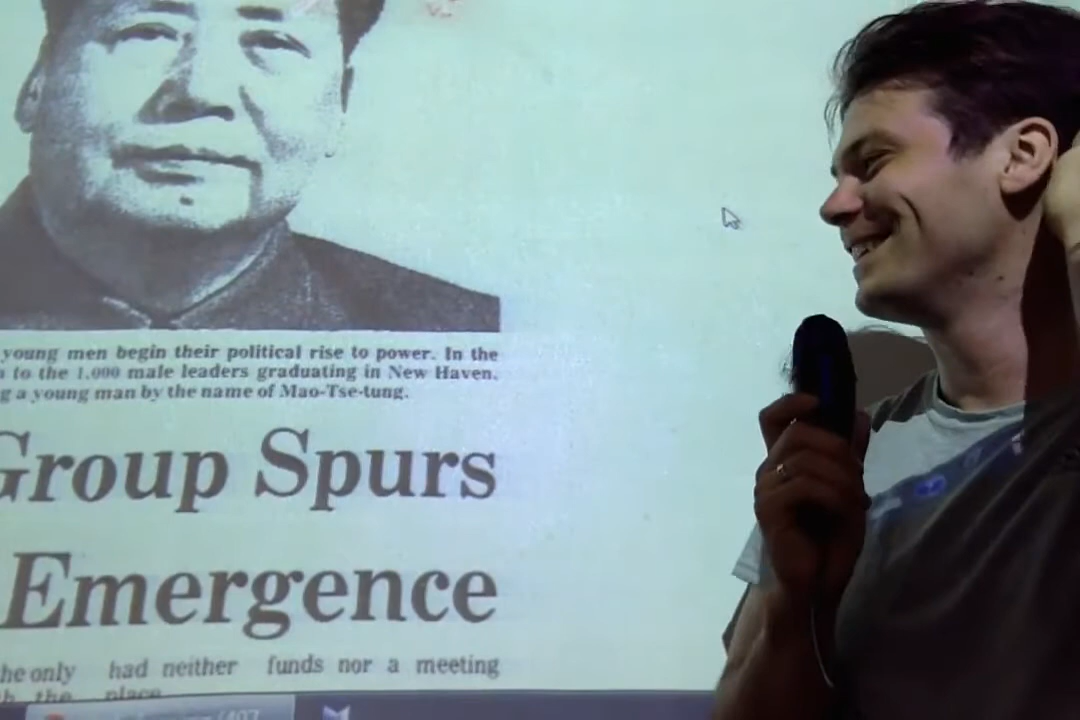 young men begin their political rise to power. In the
to the 1,000 male leaders graduating in New Haven,
g a young man by the name of Mao-Tse-tung.
Group Spurs
Emergence
he only had neither funds nor a meeting
h the place